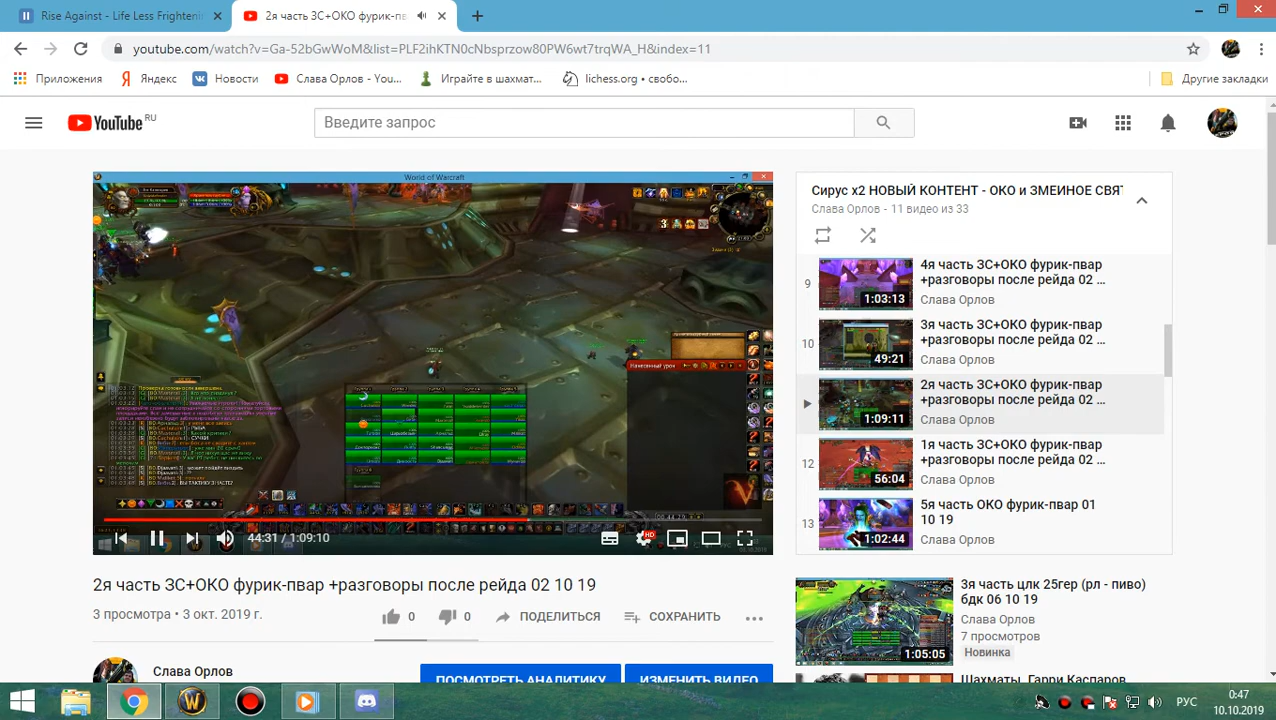 Rise Against - Life Less Frightenin
2я часть ЗС+ОКО фурик-пва
youtube.com/watch?v=Ga-52bGwWoM&list=PLF2ihKTN0cNbsprzow80PW6wt7trqWA_H&index=11
Приложения
Яндекс
Новости
Слава Орлов - You...
Играйте в шахмат...
lichess.org • свобо...
Другие закладки
YouTube RU
Введите запрос
World of Warcraft
44:31 / 1:09:10
HD
2я часть ЗС+ОКО фурик-пвар +разговоры после рейда 02 10 19
3 просмотра • 3 окт. 2019 г.
0
0
ПОДЕЛИТЬСЯ
СОХРАНИТЬ
Слава Орлов
ПОСМОТРЕТЬ АНАЛИТИКУ
ИЗМЕНИТЬ ВИДЕО
Сирус х2 НОВЫЙ КОНТЕНТ - ОКО и ЗМЕИНОЕ СВЯТ
Слава Орлов - 11 видео из 33
9
1:03:13
4я часть ЗС+ОКО фурик-пвар
+разговоры после рейда 02 ...
Слава Орлов
10
49:21
3я часть ЗС+ОКО фурик-пвар
+разговоры после рейда 02 ...
Слава Орлов
1:09:11
2я часть ЗС+ОКО фурик-пвар
+разговоры после рейда 02 ...
Слава Орлов
12
56:04
1я часть ЗС+ОКО фурик-пвар
+разговоры после рейда 02 ...
Слава Орлов
13
1:02:44
5я часть ОКО фурик-пвар 01
10 19
Слава Орлов
1:05:05
3я часть цлк 25гер (рл - пиво)
бдк 06 10 19
Слава Орлов
7 просмотров
Новинка
Шахматы. Гарри Каспаров
РУС
0:47
10.10.2019